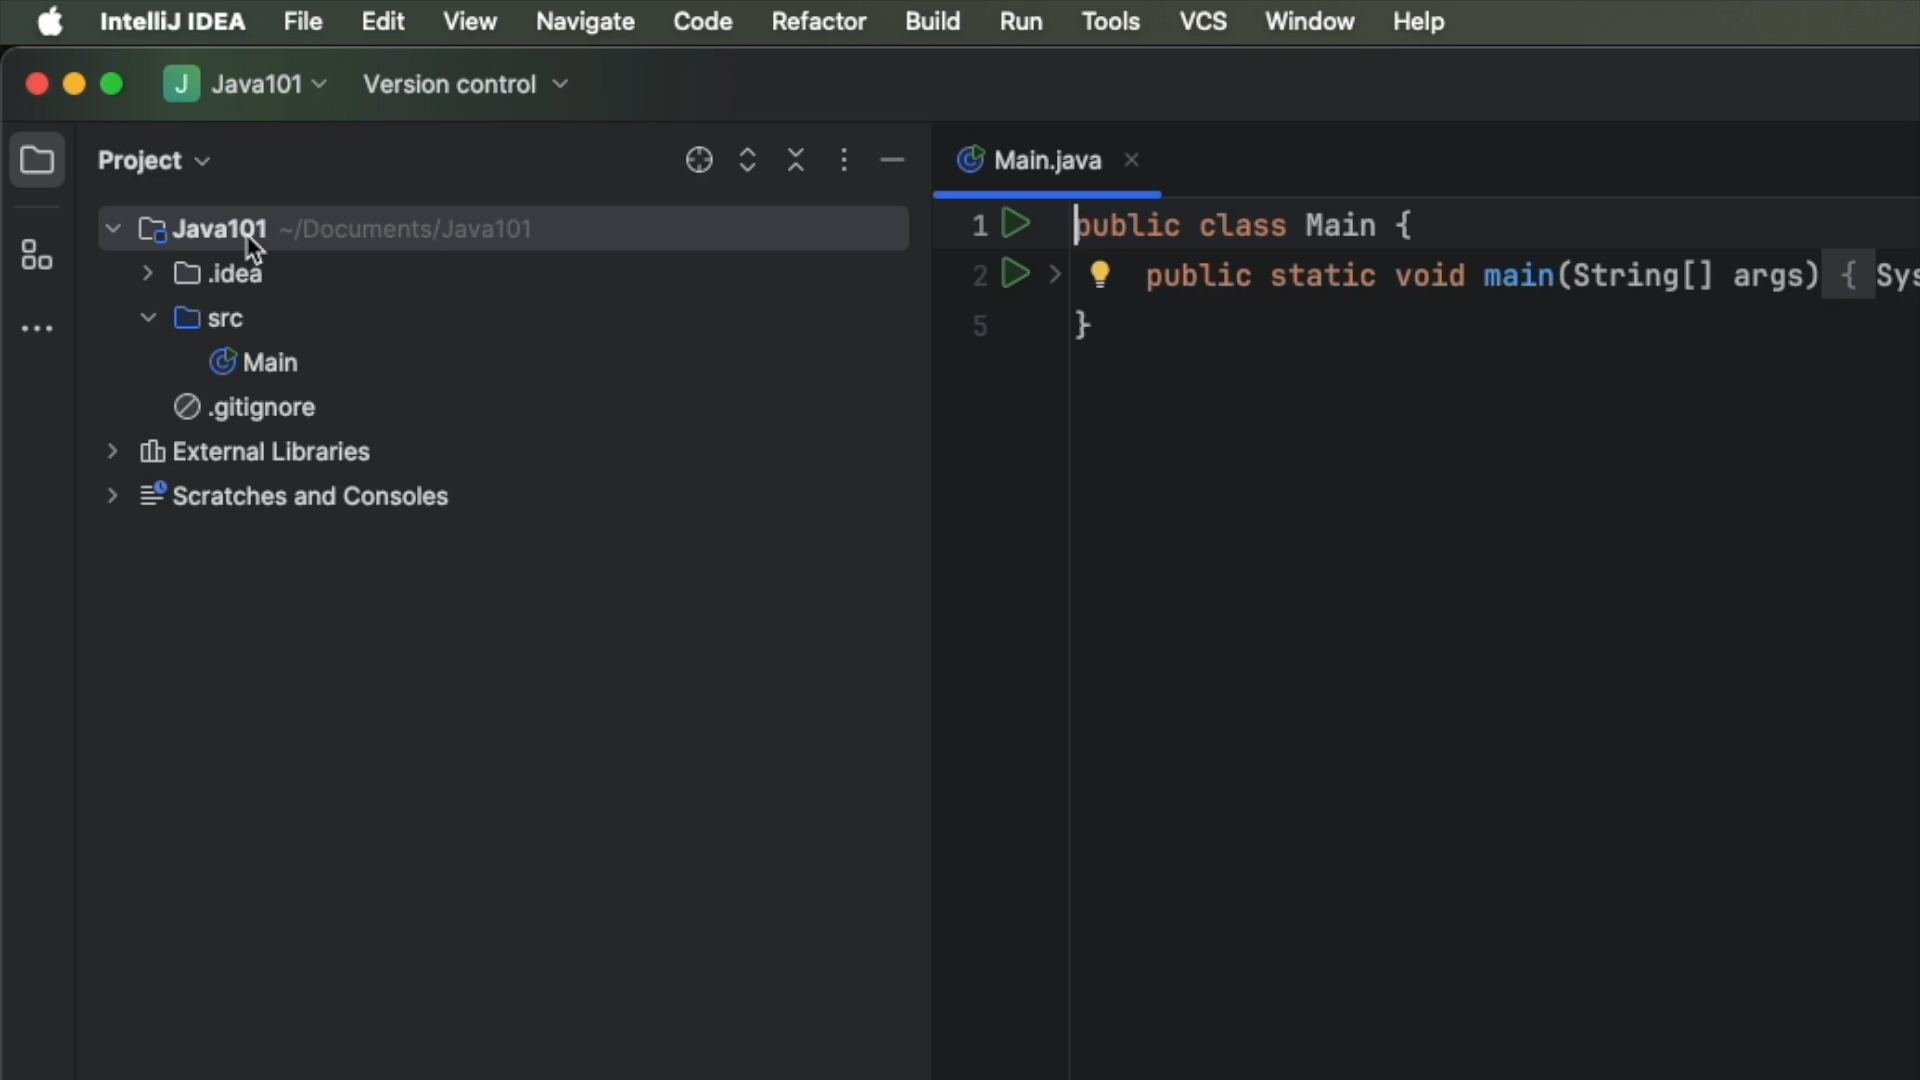 IntelliJ IDEA File Edit View Navigate Code Refactor Build Run Tools VCS Window Help
J Java101 Version control
Project
Java101 ~/Documents/Java101
.idea
src
Main
.gitignore
External Libraries
Scratches and Consoles
Main.java
1 public class Main {
2 public static void main(String[] args) { Sys
5 }